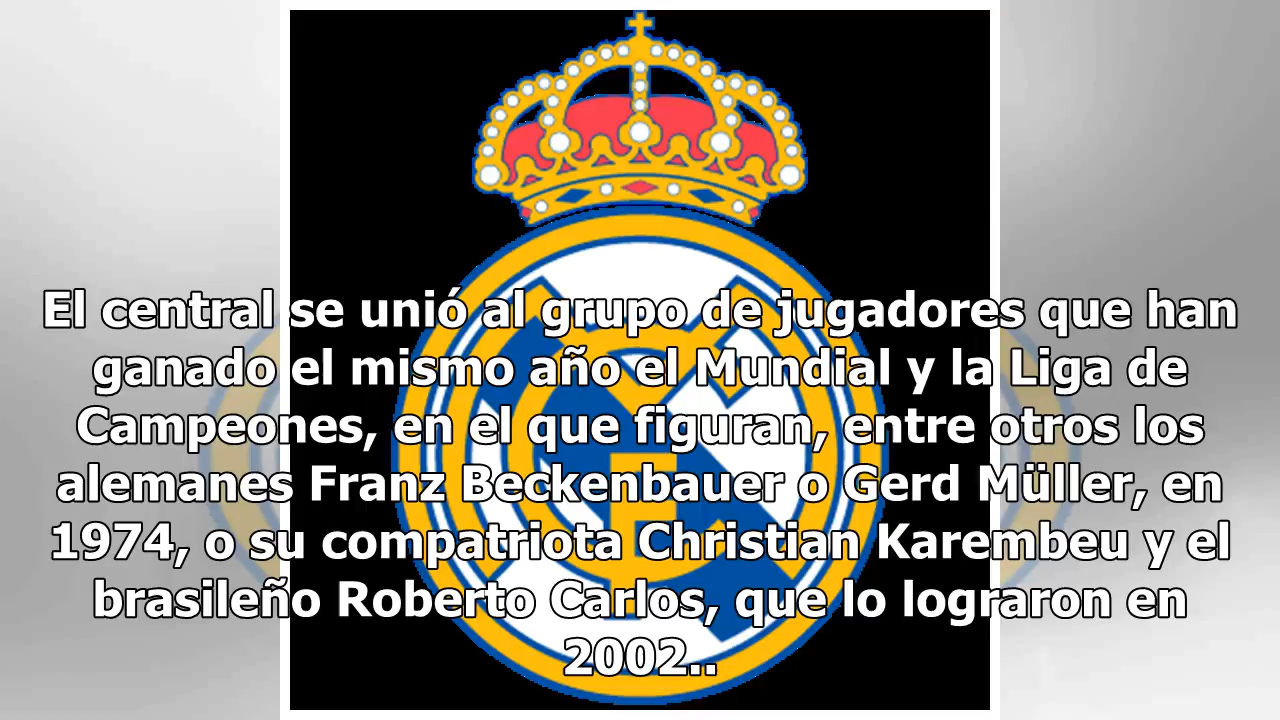 El central se unió al grupo de jugadores que han
ganado el mismo año el Mundial y la Liga de
Campeones, en el que figuran, entre otros los
alemanes Franz Beckenbauer o Gerd Müller, en
1974, o su compatriota Christian Karembeu y el
brasileño Roberto Carlos, que lo lograron en
2002..